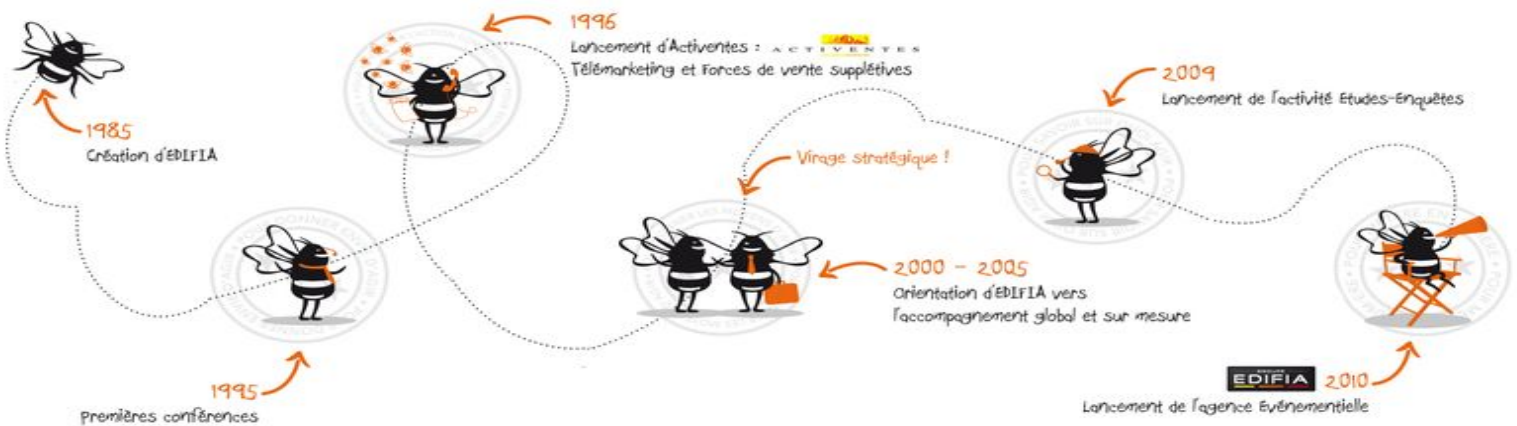 1985
Création d'EDIFIA
1995
Premières conférences
1996
Lancement d'Activentes : ACTIVENTES
Télémarketing et Forces de vente supplétives
Virage stratégique !
2000 - 2005
Orientation d'EDIFIA vers
l'accompagnement global et sur mesure
2009
Lancement de l'activité Etudes-Enquêtes
EDIFIA 2010
Lancement de l'agence Evénementielle